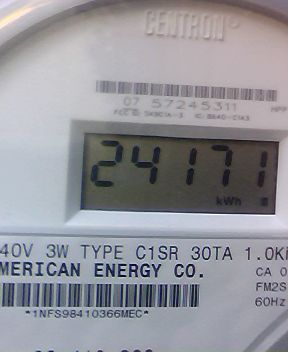 CENTRON®
07 57245311
HPP
24171
kWh
40V 3W TYPE C1SR 30TA 1.0K
MERICAN ENERGY CO.
CA 0
FM2S
60Hz
*1NFS98410366MEC*